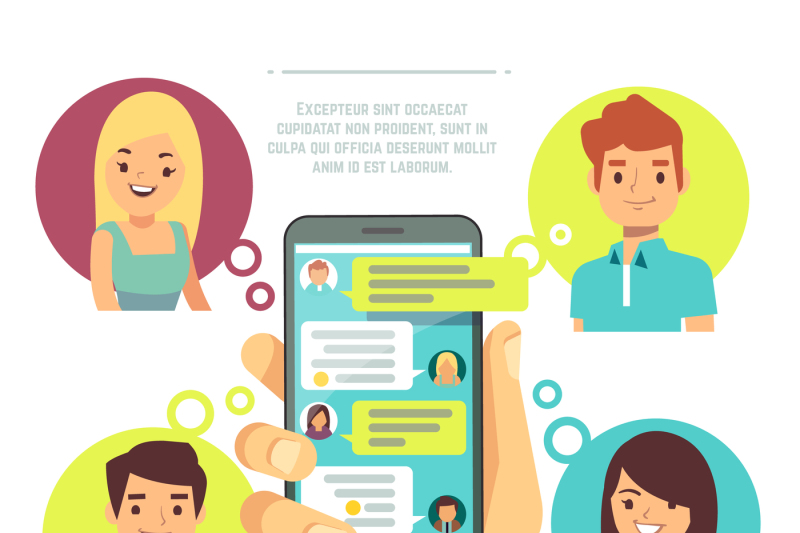 Excepteur sint occaecat
cupidatat non proident, sunt in
culpa qui officia deserunt mollit
anim id est laborum.